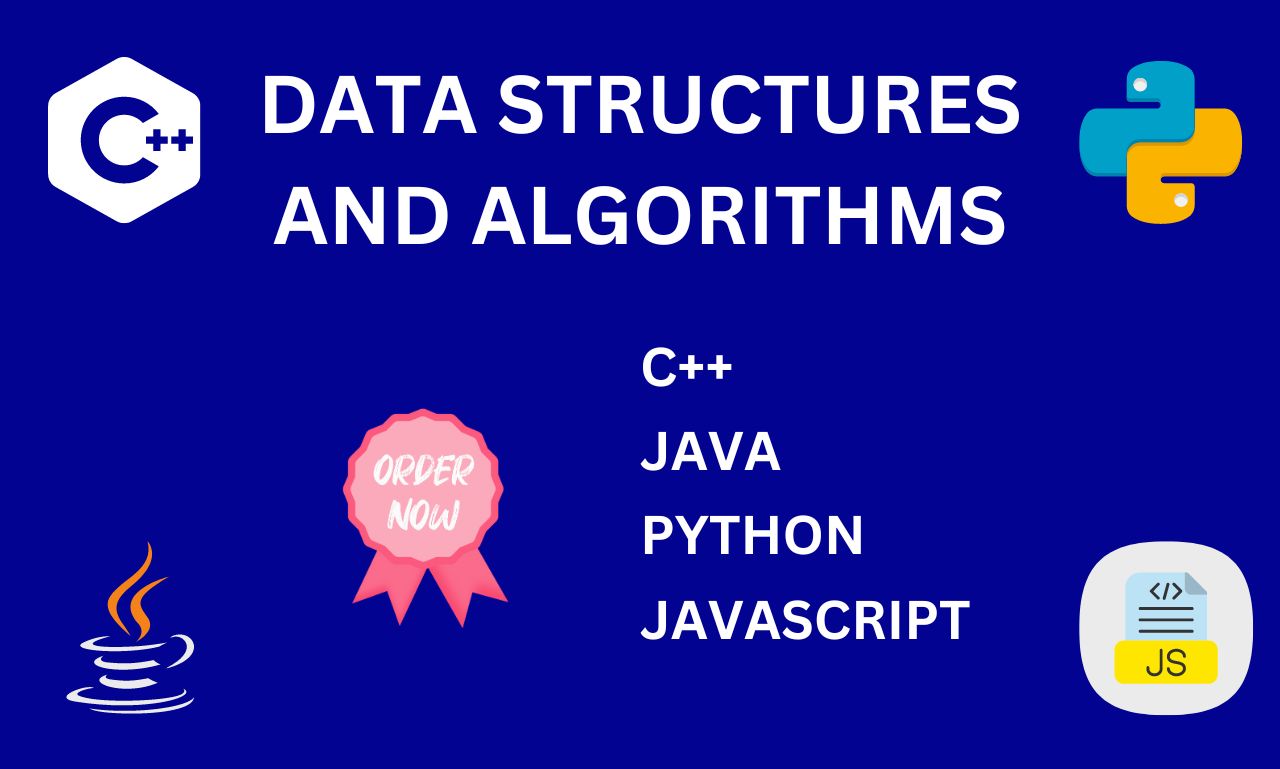 C++
DATA STRUCTURES
AND ALGORITHMS
C++
JAVA
ORDER
NOW
PYTHON
JAVASCRIPT
</>
JS